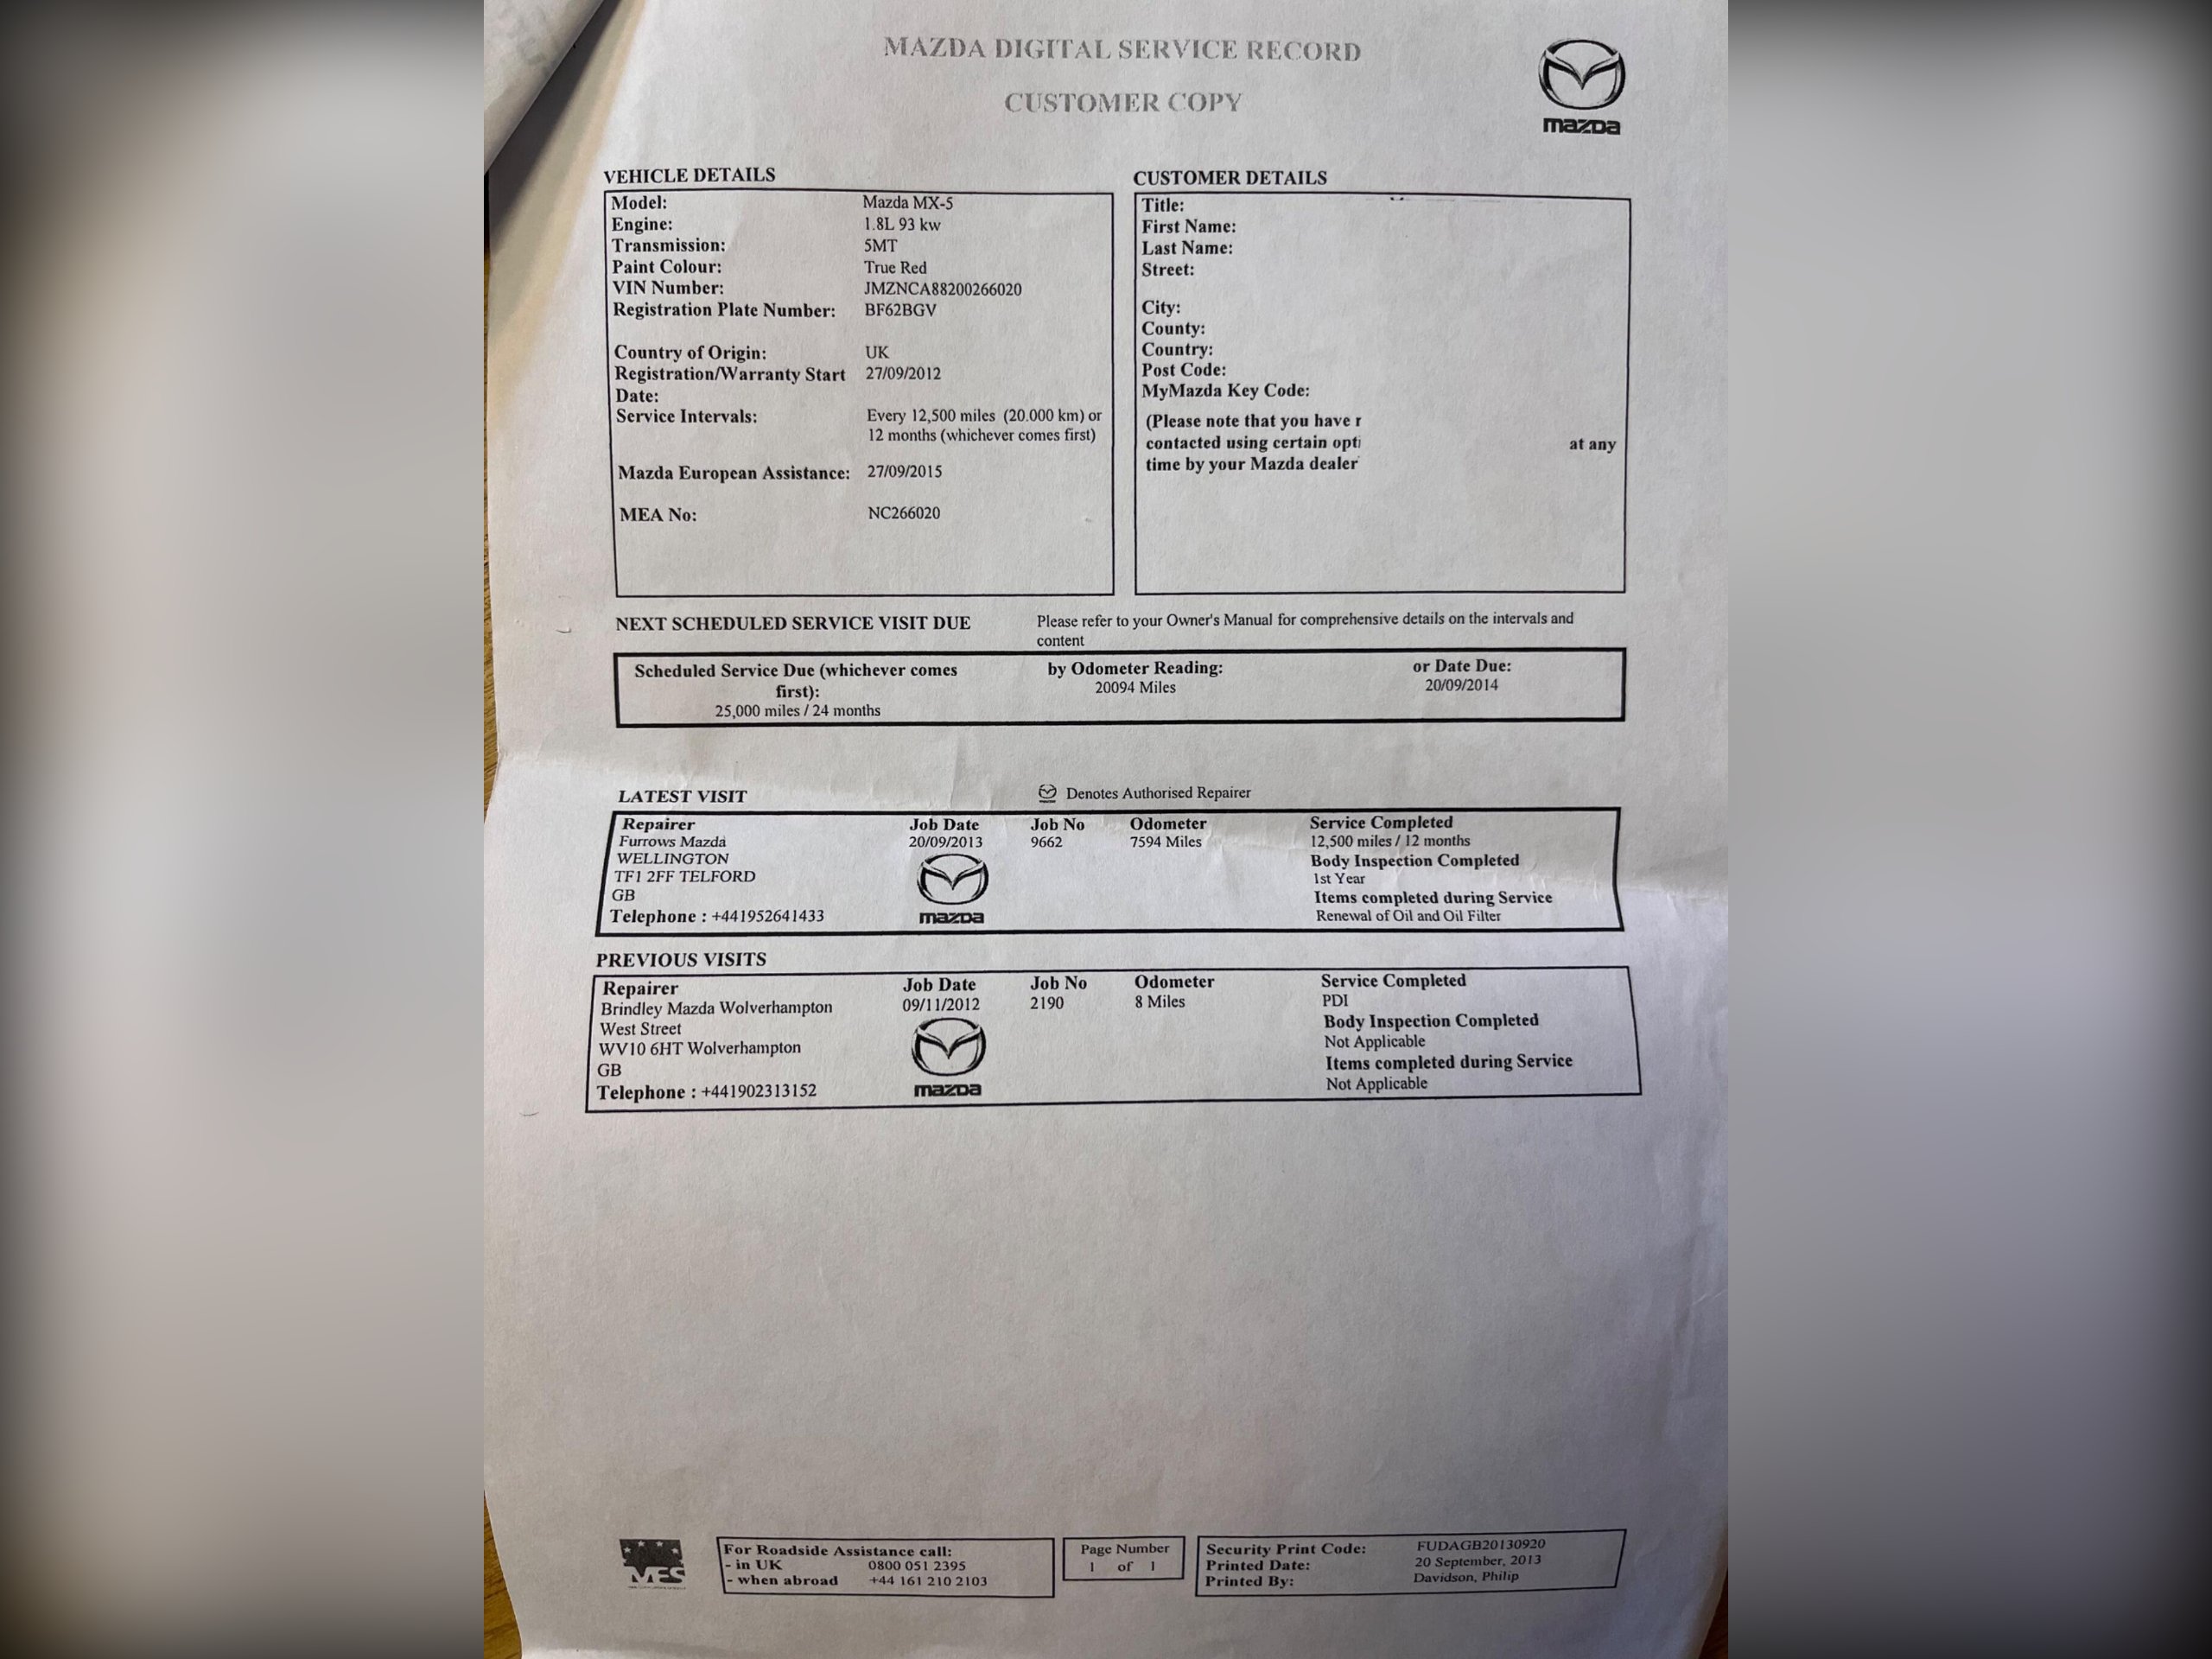 MAZDA DIGITAL SERVICE RECORD
CUSTOMER COPY
mazda
VEHICLE DETAILS
Model: Mazda MX-5
Engine: 1.8L 93 kw
Transmission: 5MT
Paint Colour: True Red
VIN Number: JMZNCA88200266020
Registration Plate Number: BF62BGV
Country of Origin: UK
Registration/Warranty Start 27/09/2012
Date:
Service Intervals: Every 12,500 miles (20.000 km) or
12 months (whichever comes first)
Mazda European Assistance: 27/09/2015
MEA No: NC266020
CUSTOMER DETAILS
Title:
First Name:
Last Name:
Street:
City:
County:
Country:
Post Code:
MyMazda Key Code:
(Please note that you have
contacted using certain at any
time by your Mazda dealer
NEXT SCHEDULED SERVICE VISIT DUE Please refer to your Owner's Manual for comprehensive details on the intervals and
content
Scheduled Service Due (whichever comes by Odometer Reading: or Date Due:
first): 20094 Miles 20/09/2014
25,000 miles / 24 months
LATEST VISIT Denotes Authorised Repairer
Repairer Job Date Job No Odometer Service Completed
Furrows Mazda 20/09/2013 9662 7594 Miles 12,500 miles / 12 months
WELLINGTON Body Inspection Completed
TF1 2FF TELFORD 1st Year
GB Items completed during Service
Telephone : +441952641433 mazda Renewal of Oil and Oil Filter
PREVIOUS VISITS
Repairer Job Date Job No Odometer Service Completed
Brindley Mazda Wolverhampton 09/11/2012 2190 8 Miles PDI
West Street Body Inspection Completed
WV10 6HT Wolverhampton Not Applicable
GB Items completed during Service
Telephone : +441902313152 mazda Not Applicable
MES
For Roadside Assistance call:
- in UK 0800 051 2395
- when abroad +44 161 210 2103
Page Number
1 of 1
Security Print Code: FUDAGB20130920
Printed Date: 20 September, 2013
Printed By: Davidson, Philip